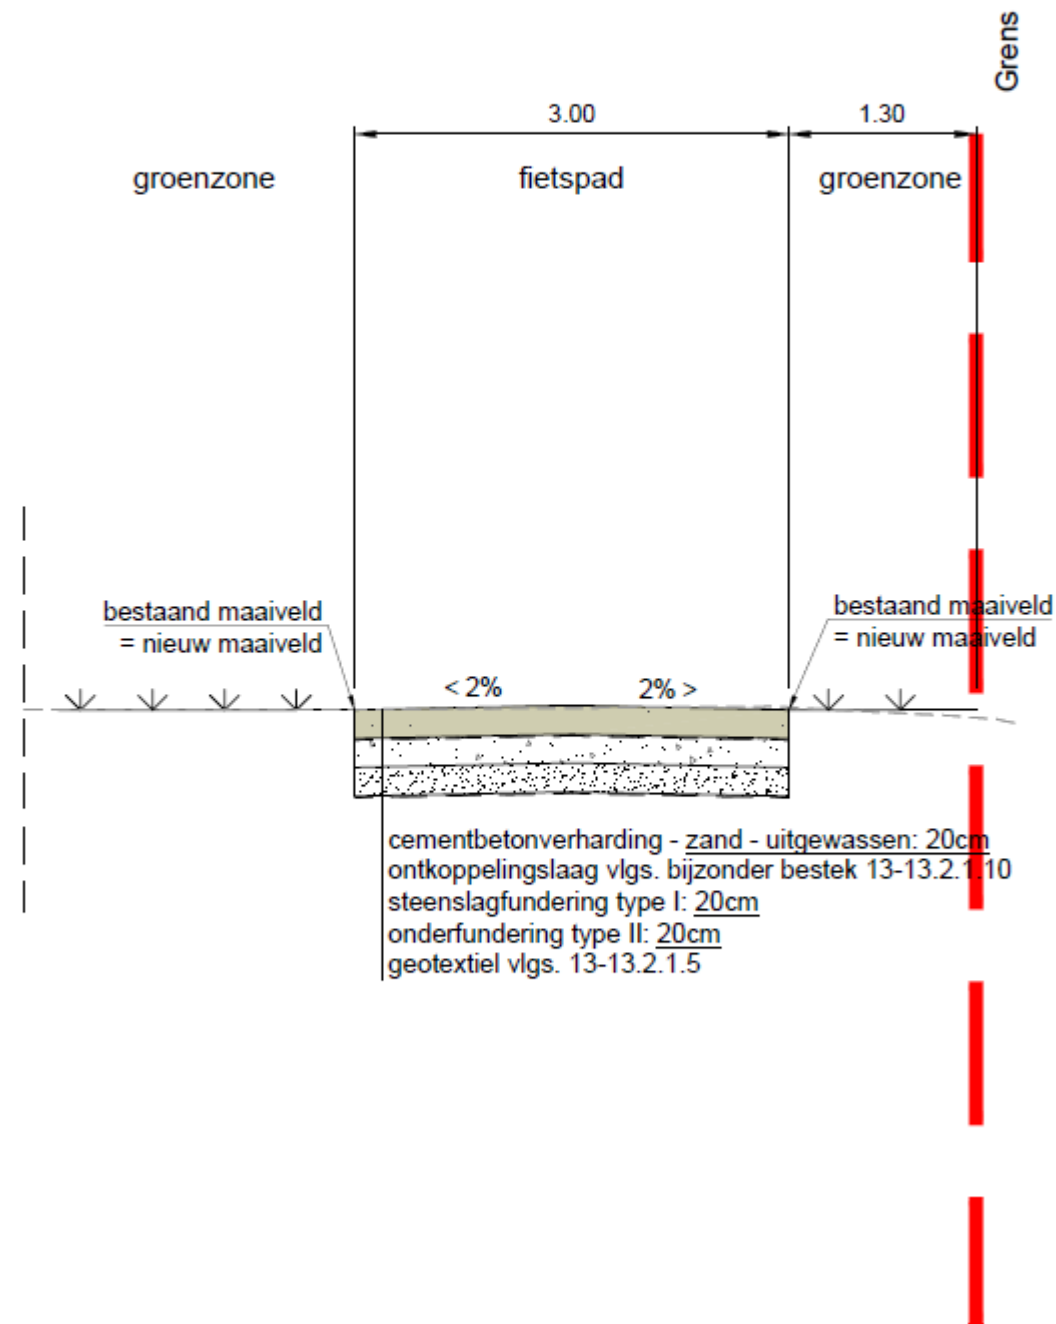 Grens
3.00
1.30
groenzone
fietspad
groenzone
bestaand maaiveld
= nieuw maaiveld
bestaand maaiveld
= nieuw maaiveld
< 2%
2% >
cementbetonverharding - zand - uitgewassen: 20cm
ontkoppelingslaag vlgs. bijzonder bestek 13-13.2.1.10
steenslagfundering type I: 20cm
onderfundering type II: 20cm
geotextiel vlgs. 13-13.2.1.5